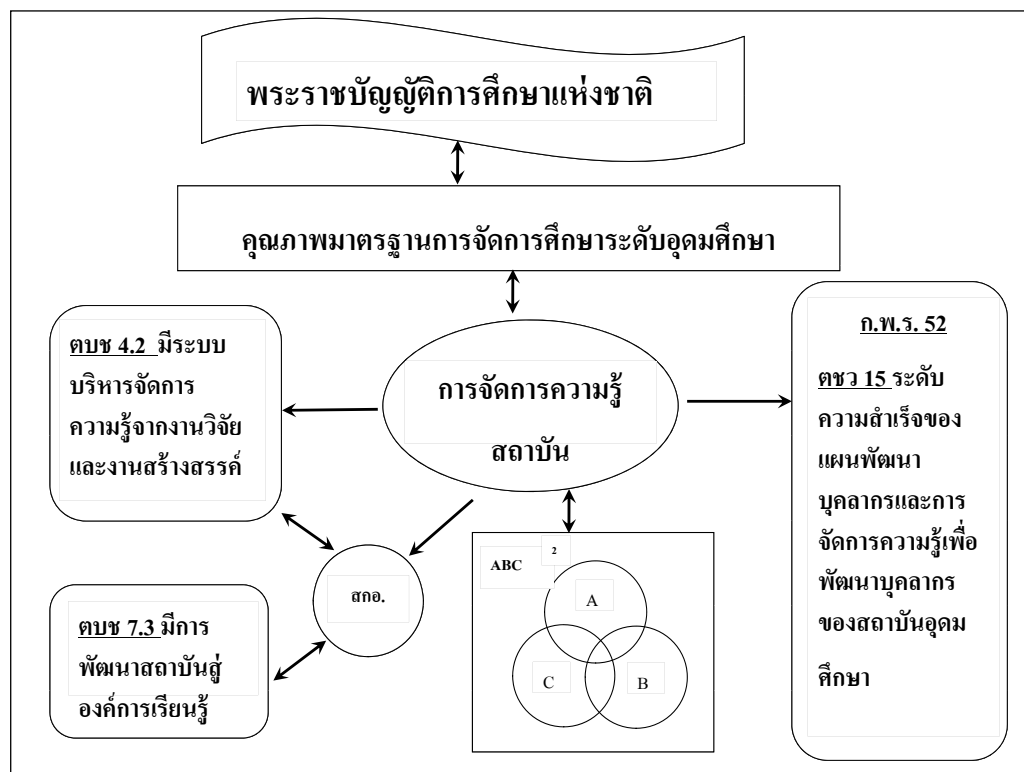 พระราชบัญญัติการศึกษาแห่งชาติ
คุณภาพมาตรฐานการจัดการศึกษาระดับอุดมศึกษา
ตบช 4.2 มีระบบ
บริหารจัดการ
ความรู้จากงานวิจัย
และงานสร้างสรรค์
การจัดการความรู้
สถาบัน
ก.พ.ร. 52
ตชว 15 ระดับ
ความสำเร็จของ
แผนพัฒนา
บุคลากรและการ
จัดการความรู้เพื่อ
พัฒนาบุคลากร
ของสถาบันอุดม
ศึกษา
สกอ.
ตบช 7.3 มีการ
พัฒนาสถาบันสู่
องค์การเรียนรู้
ABC 2
A
C B